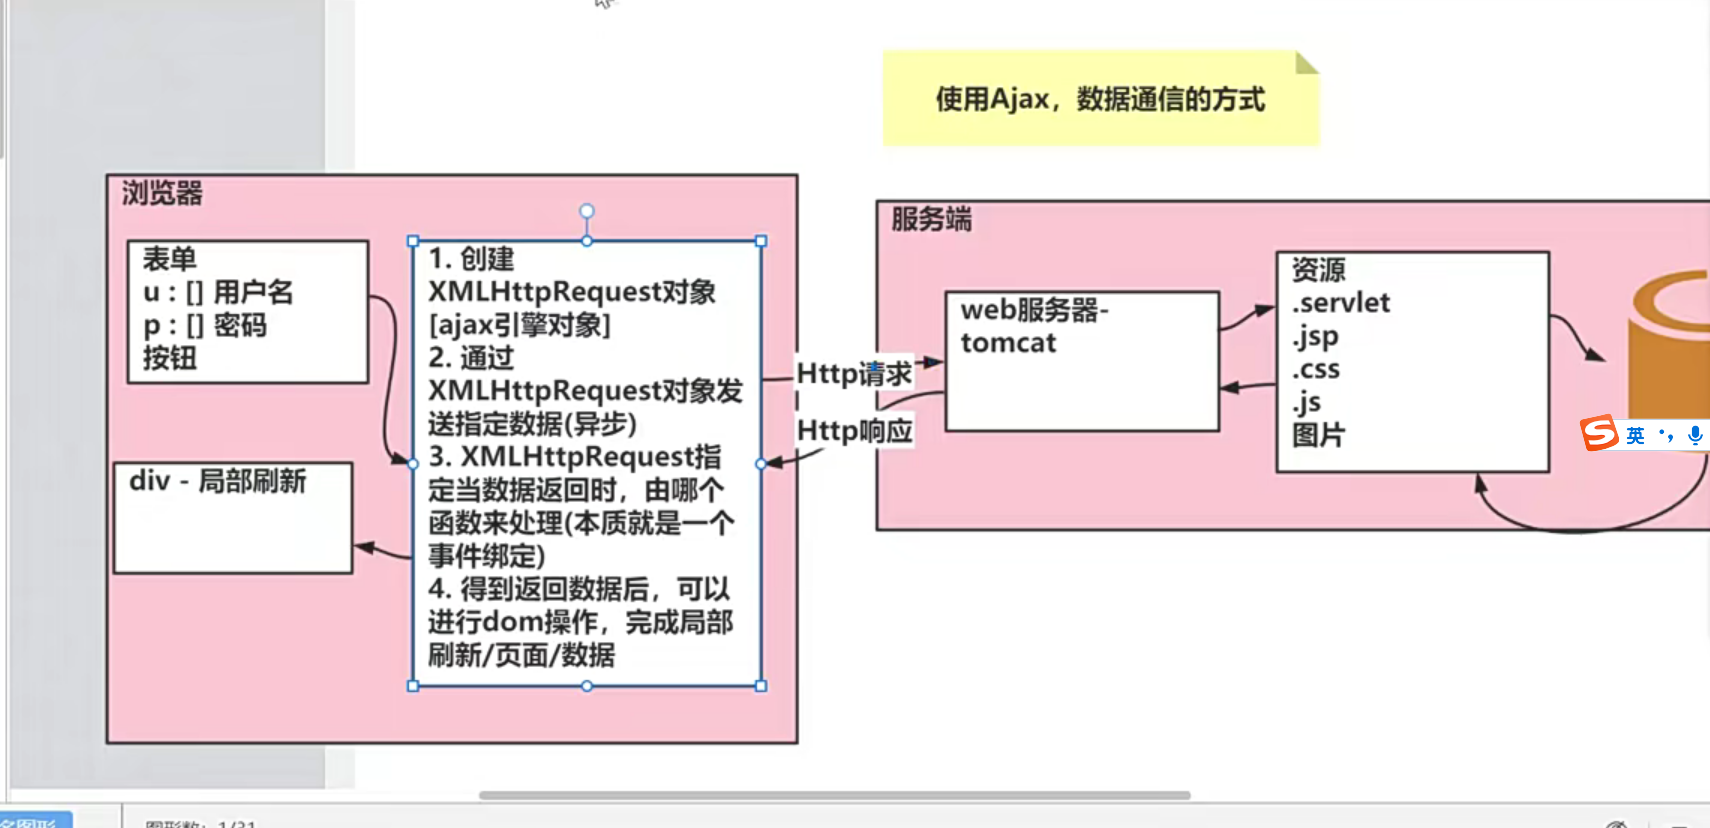 使用Ajax，数据通信的方式
浏览器
表单
u : [] 用户名
p : [] 密码
按钮
div - 局部刷新
1. 创建
XMLHttpRequest对象
[ajax引擎对象]
2. 通过
XMLHttpRequest对象发
送指定数据(异步)
3. XMLHttpRequest指
定当数据返回时，由哪个
函数来处理(本质就是一个
事件绑定)
4. 得到返回数据后，可以
进行dom操作，完成局部
刷新/页面/数据
Http请求
Http响应
服务端
web服务器-
tomcat
资源
.servlet
.jsp
.css
.js
图片
英
图形数：1/31